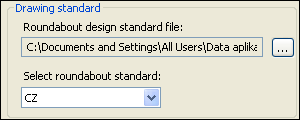 Drawing standard
Roundabout design standard file:
C:\Documents and Settings\All Users\Data aplika
...
Select roundabout standard:
CZ